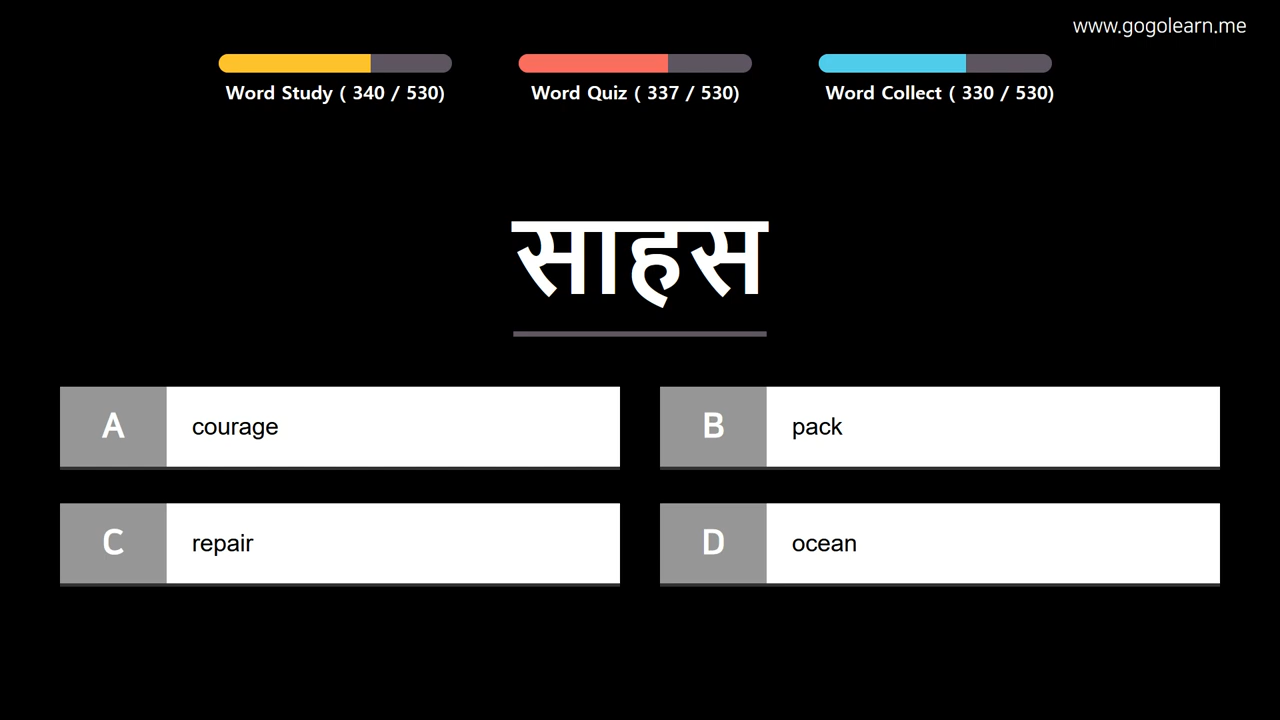 www.gogolearn.me
Word Study ( 340 / 530)
Word Quiz ( 337 / 530)
Word Collect ( 330 / 530)
साहस
A
courage
B
pack
C
repair
D
ocean